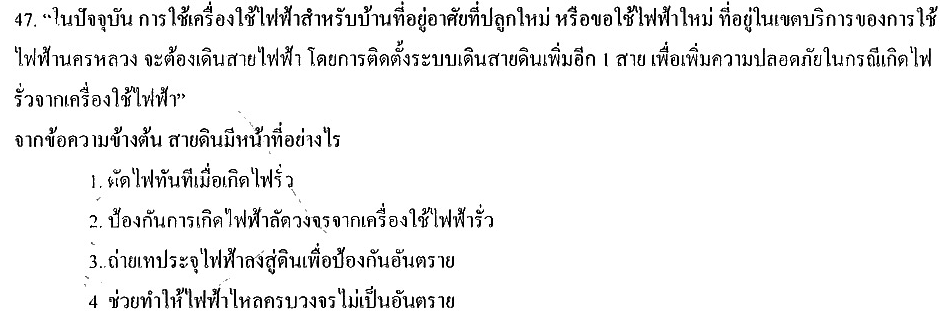 47. “ในปัจจุบัน การใช้เครื่องใช้ไฟฟ้าสำหรับบ้านที่อยู่อาศัยที่ปลูกใหม่ หรือขอใช้ไฟฟ้าใหม่ ที่อยู่ในเขตบริการของการใช้
ไฟฟ้านครหลวง จะต้องเดินสายไฟฟ้า โดยการติดตั้งระบบเดินสายดินเพิ่มอีก 1 สาย เพื่อเพิ่มความปลอดภัยในกรณีเกิดไฟ
รั่วจากเครื่องใช้ไฟฟ้า”
จากข้อความข้างต้น สายดินมีหน้าที่อย่างไร
1. ตัดไฟทันทีเมื่อเกิดไฟรั่ว
2. ป้องกันการเกิดไฟฟ้าลัดวงจรจากเครื่องใช้ไฟฟ้ารั่ว
3. ถ่ายเทประจุไฟฟ้าลงสู่ดินเพื่อป้องกันอันตราย
4 ช่วยทำให้ไฟฟ้าไหลครบวงจรไม่เป็นอันตราย